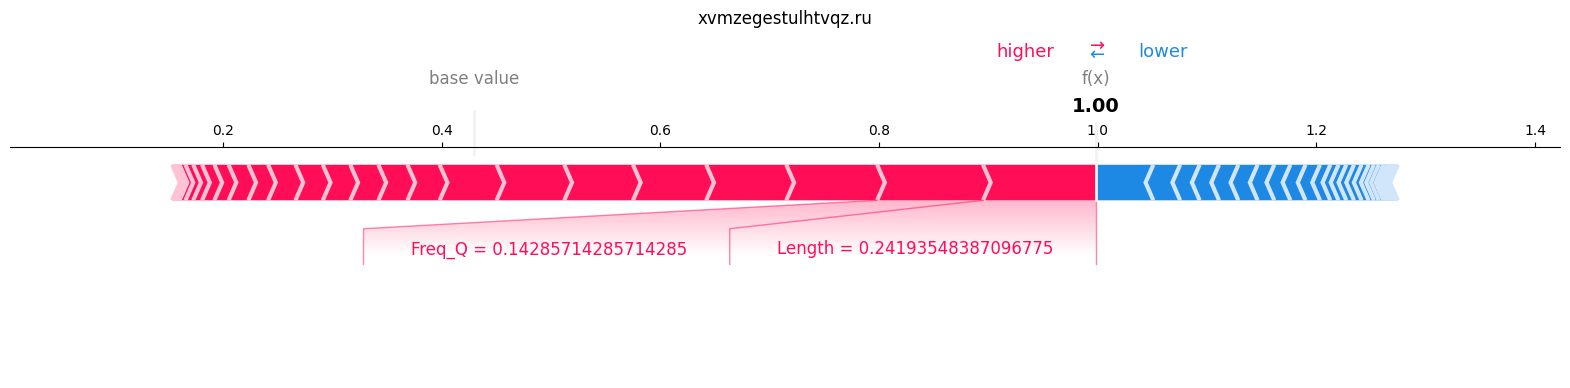 xvmzegestulhtvqz.ru
higher ⇄ lower
base value f(x)
1.00
0.2 0.4 0.6 0.8 1.0 1.2 1.4
Freq_Q = 0.14285714285714285 Length = 0.24193548387096775